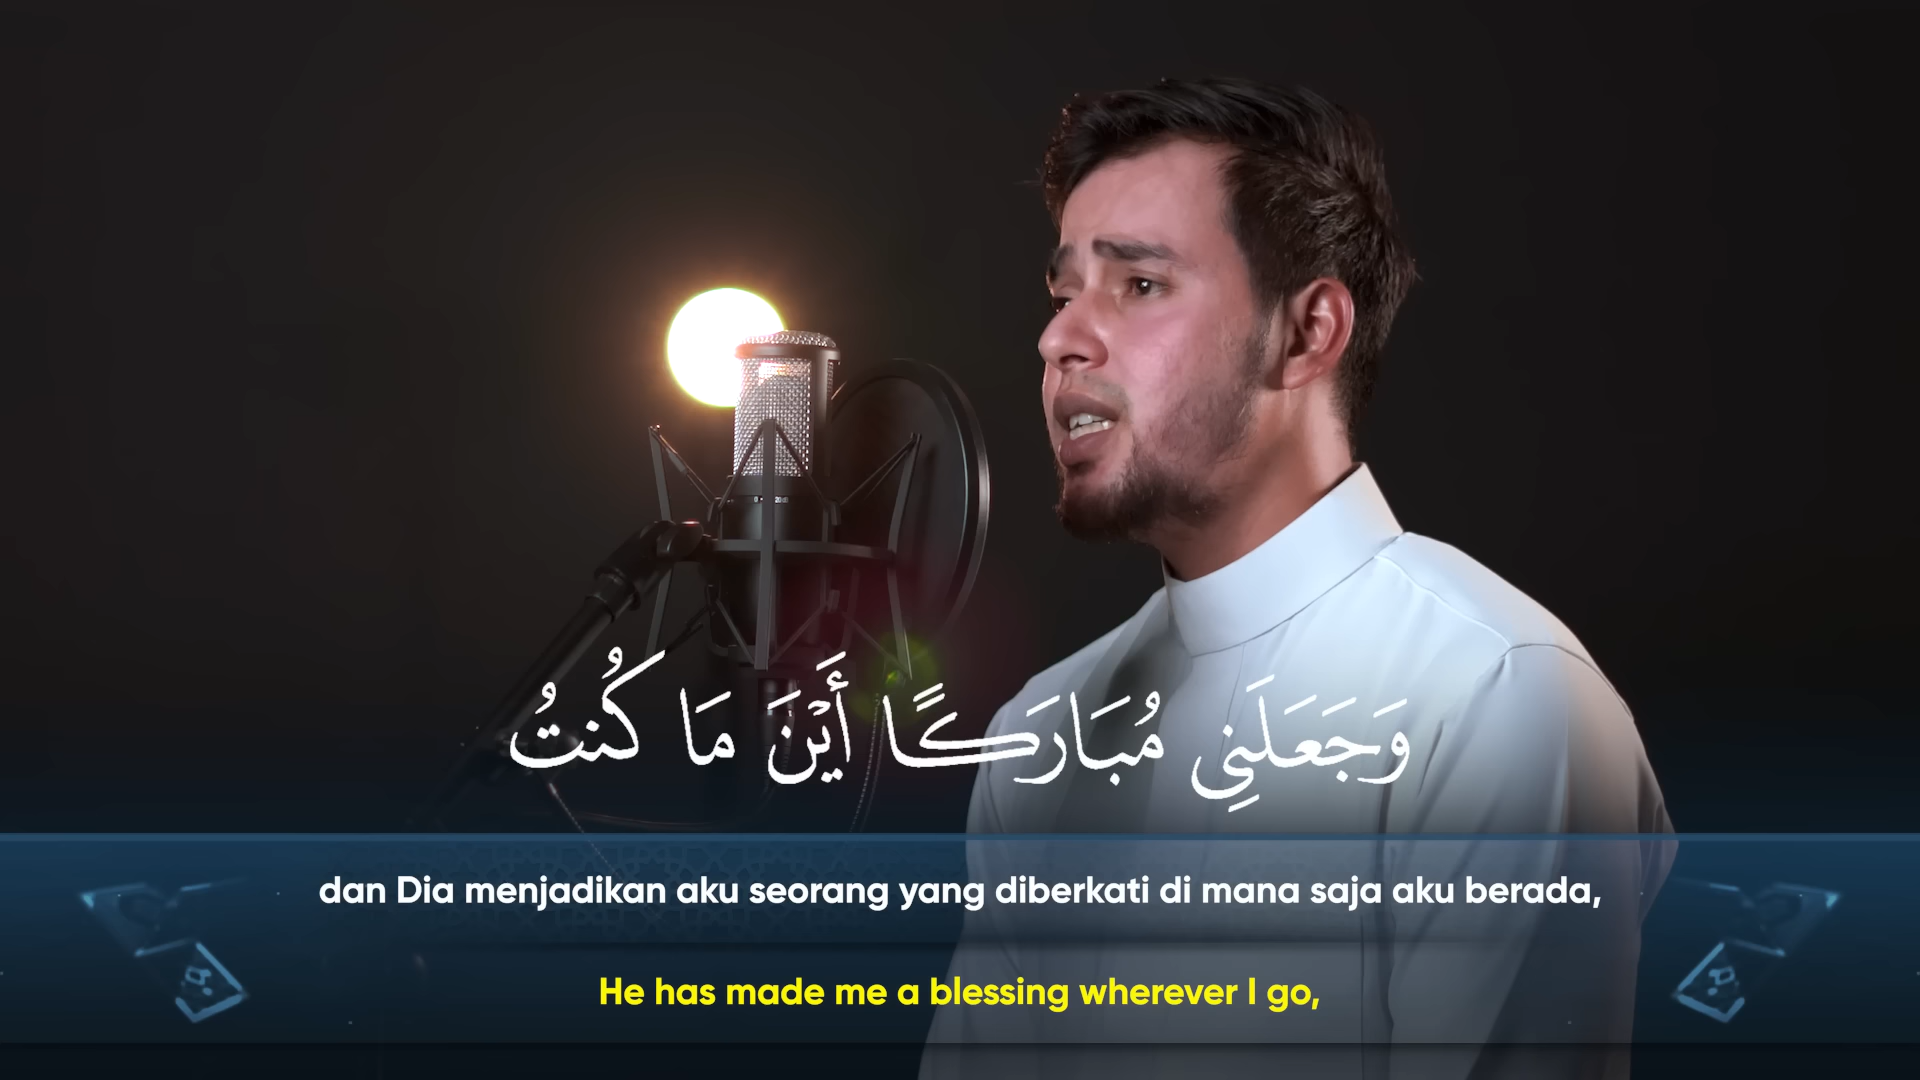 وَجَعَلَنِي مُبَارَكًا أَيْنَ مَا كُنتُ
dan Dia menjadikan aku seorang yang diberkati di mana saja aku berada,
He has made me a blessing wherever I go,